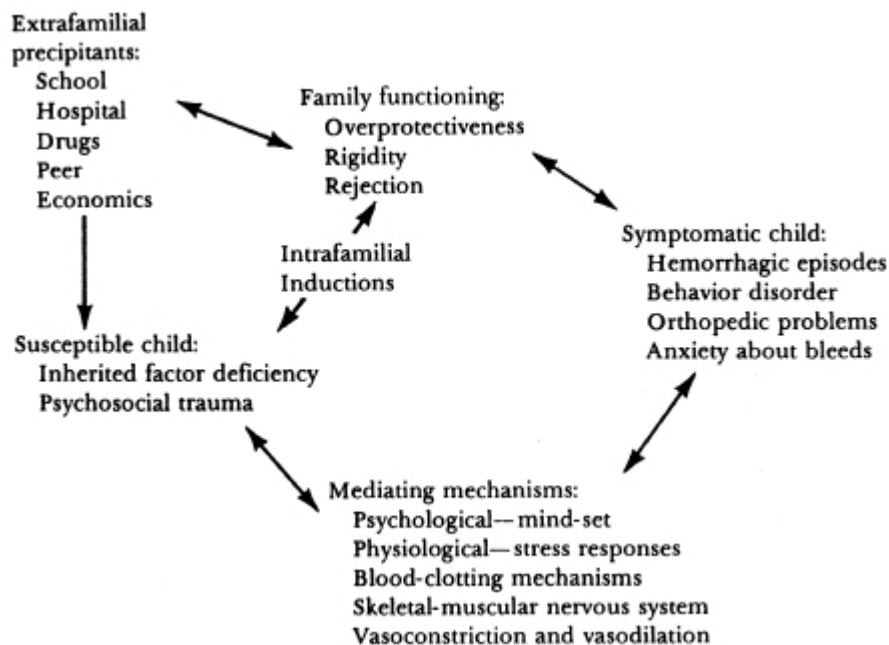 Extrafamilial
precipitants:
School
Hospital
Drugs
Peer
Economics
Family functioning:
Overprotectiveness
Rigidity
Rejection
Intrafamilial
Inductions
Symptomatic child:
Hemorrhagic episodes
Behavior disorder
Orthopedic problems
Anxiety about bleeds
Susceptible child:
Inherited factor deficiency
Psychosocial trauma
Mediating mechanisms:
Psychological—mind-set
Physiological—stress responses
Blood-clotting mechanisms
Skeletal-muscular nervous system
Vasoconstriction and vasodilation